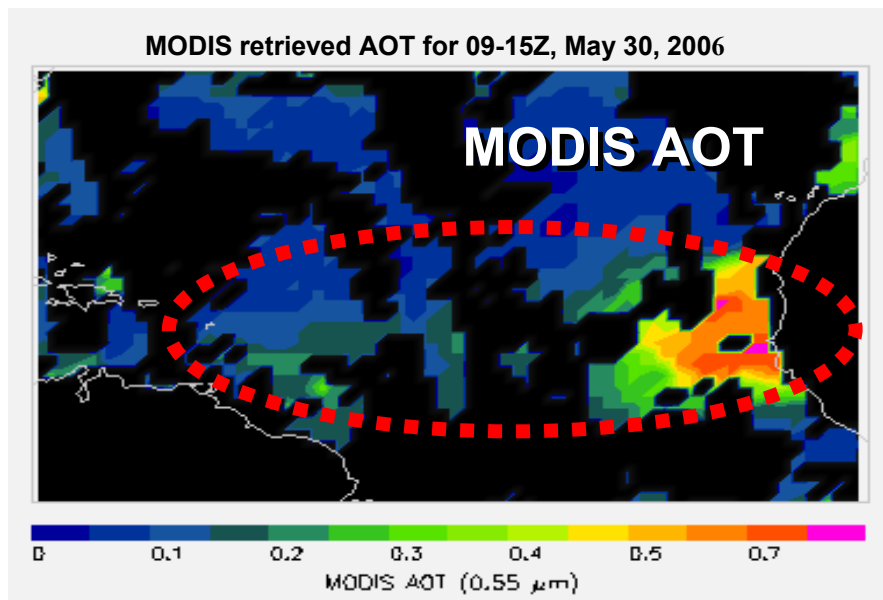 MODIS retrieved AOT for 09-15Z, May 30, 2006
MODIS AOT
0 0.1 0.2 0.3 0.4 0.5 0.7
MODIS AOT (0.55 μm)